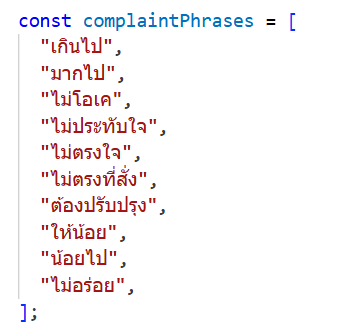 const complaintPhrases = [
"เกินไป",
"มากไป",
"ไม่โอเค",
"ไม่ประทับใจ",
"ไม่ตรงใจ",
"ไม่ตรงที่สั่ง",
"ต้องปรับปรุง",
"ให้น้อย",
"น้อยไป",
"ไม่อร่อย",
];